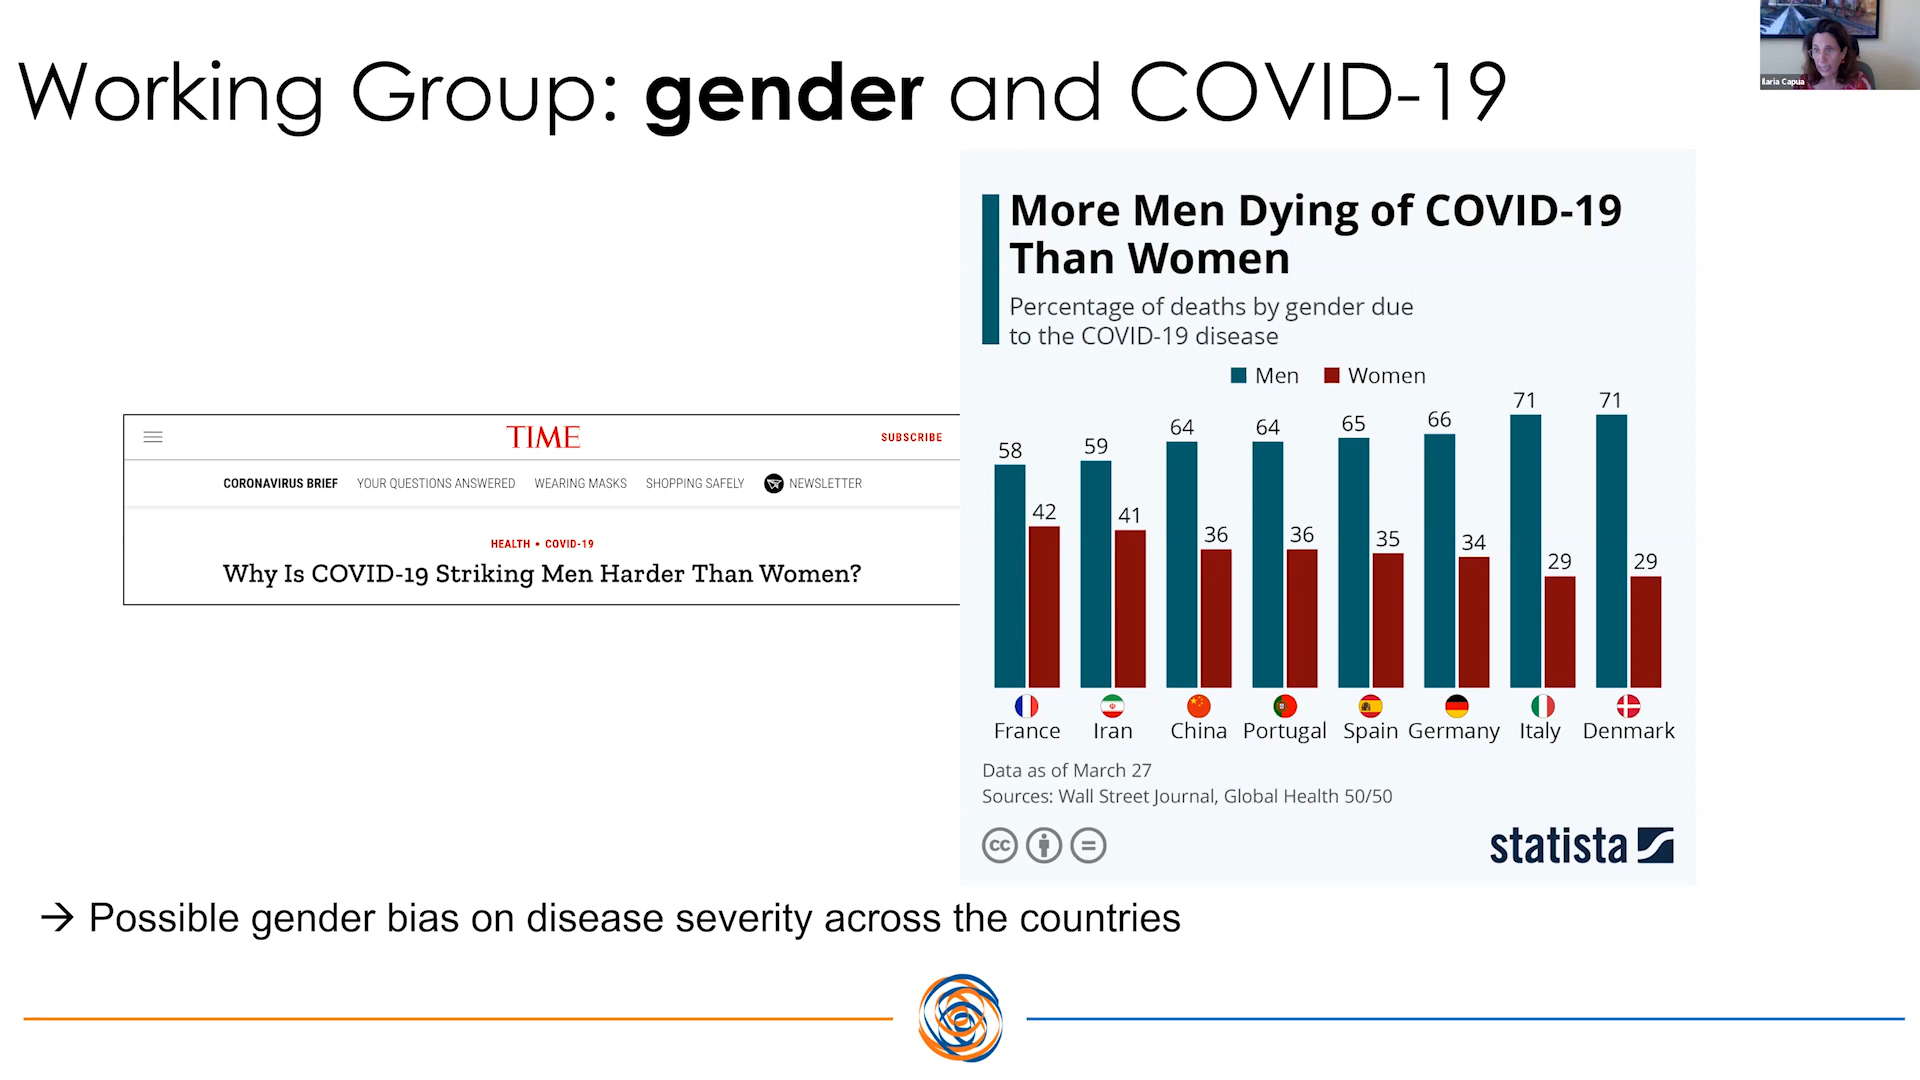 Working Group: gender and COVID-19
Ilaria Capua
TIME
SUBSCRIBE
CORONAVIRUS BRIEF YOUR QUESTIONS ANSWERED WEARING MASKS SHOPPING SAFELY NEWSLETTER
HEALTH • COVID-19
Why Is COVID-19 Striking Men Harder Than Women?
More Men Dying of COVID-19
Than Women
Percentage of deaths by gender due
to the COVID-19 disease
Men Women
58 42 59 41 64 36 64 36 65 35 66 34 71 29 71 29
France Iran China Portugal Spain Germany Italy Denmark
Data as of March 27
Sources: Wall Street Journal, Global Health 50/50
cc =
statista
→ Possible gender bias on disease severity across the countries